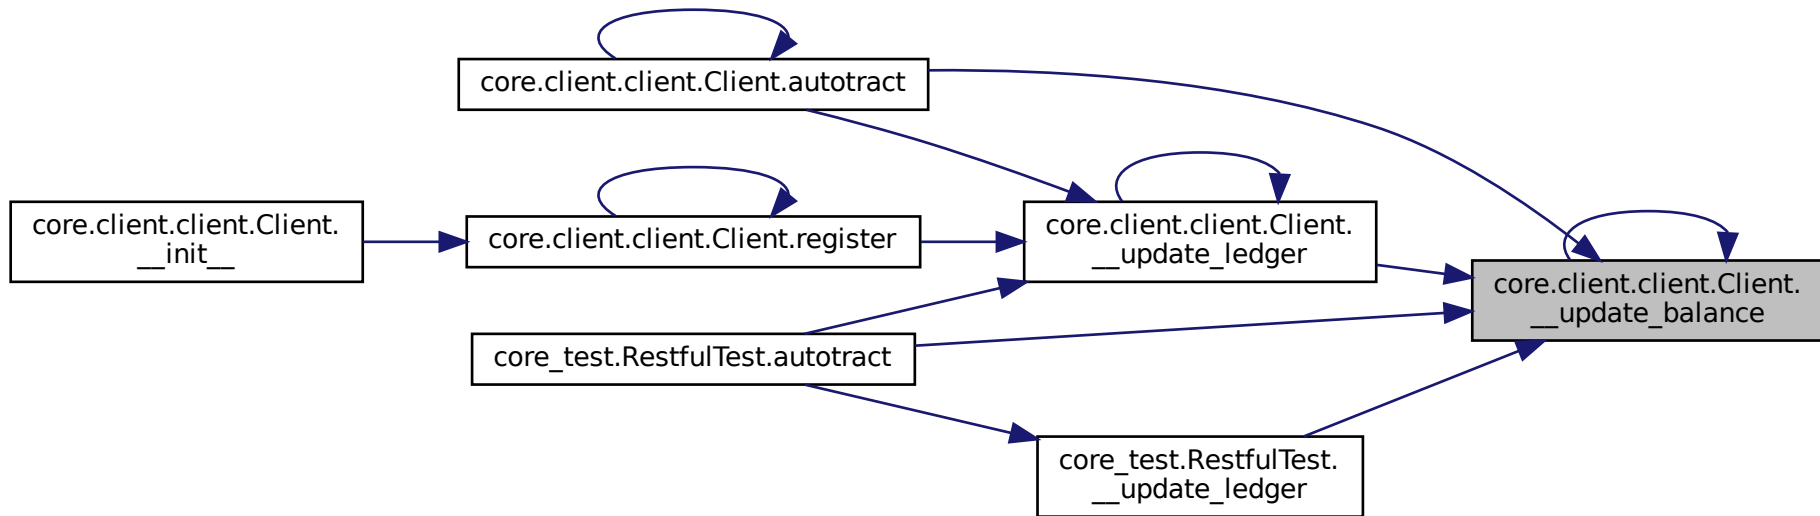 core.client.client.Client.autotract
core.client.client.Client.
__init__
core.client.client.Client.register
core.client.client.Client.
__update_ledger
core.client.client.Client.
__update_balance
core_test.RestfulTest.autotract
core_test.RestfulTest.
__update_ledger